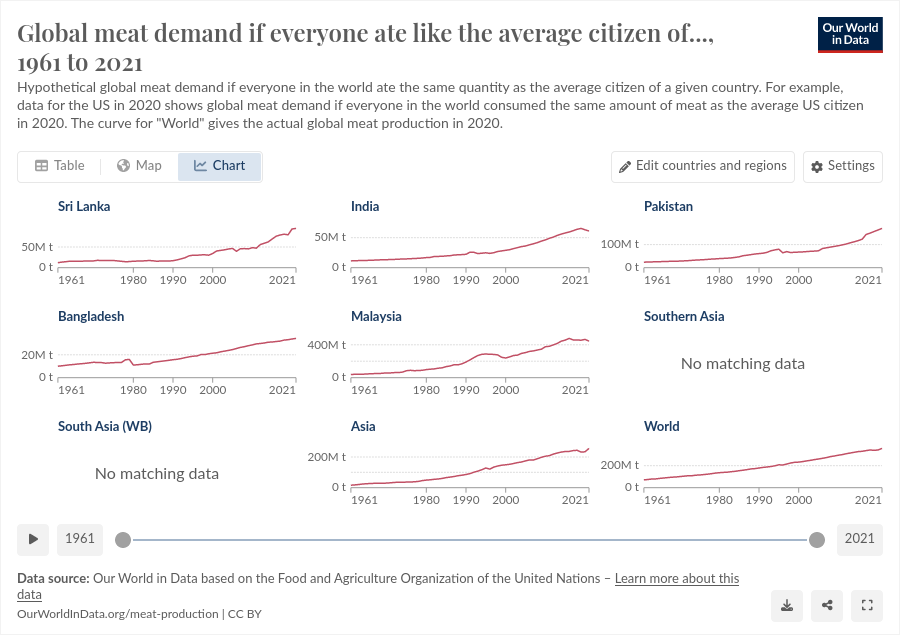 Global meat demand if everyone ate like the average citizen of...,
1961 to 2021
Our World
in Data
Hypothetical global meat demand if everyone in the world ate the same quantity as the average citizen of a given country. For example,
data for the US in 2020 shows global meat demand if everyone in the world consumed the same amount of meat as the average US citizen
in 2020. The curve for "World" gives the actual global meat production in 2020.
Table
Map
Chart
Edit countries and regions
Settings
Sri Lanka
50M t
0 t
1961
1980
1990
2000
2021
India
50M t
0 t
1961
1980
1990
2000
2021
Pakistan
100M t
0 t
1961
1980
1990
2000
2021
Bangladesh
20M t
0 t
1961
1980
1990
2000
2021
Malaysia
400M t
0 t
1961
1980
1990
2000
2021
Southern Asia
No matching data
South Asia (WB)
No matching data
Asia
200M t
0 t
1961
1980
1990
2000
2021
World
200M t
0 t
1961
1980
1990
2000
2021
1961
2021
Data source: Our World in Data based on the Food and Agriculture Organization of the United Nations – Learn more about this
data
OurWorldInData.org/meat-production | CC BY